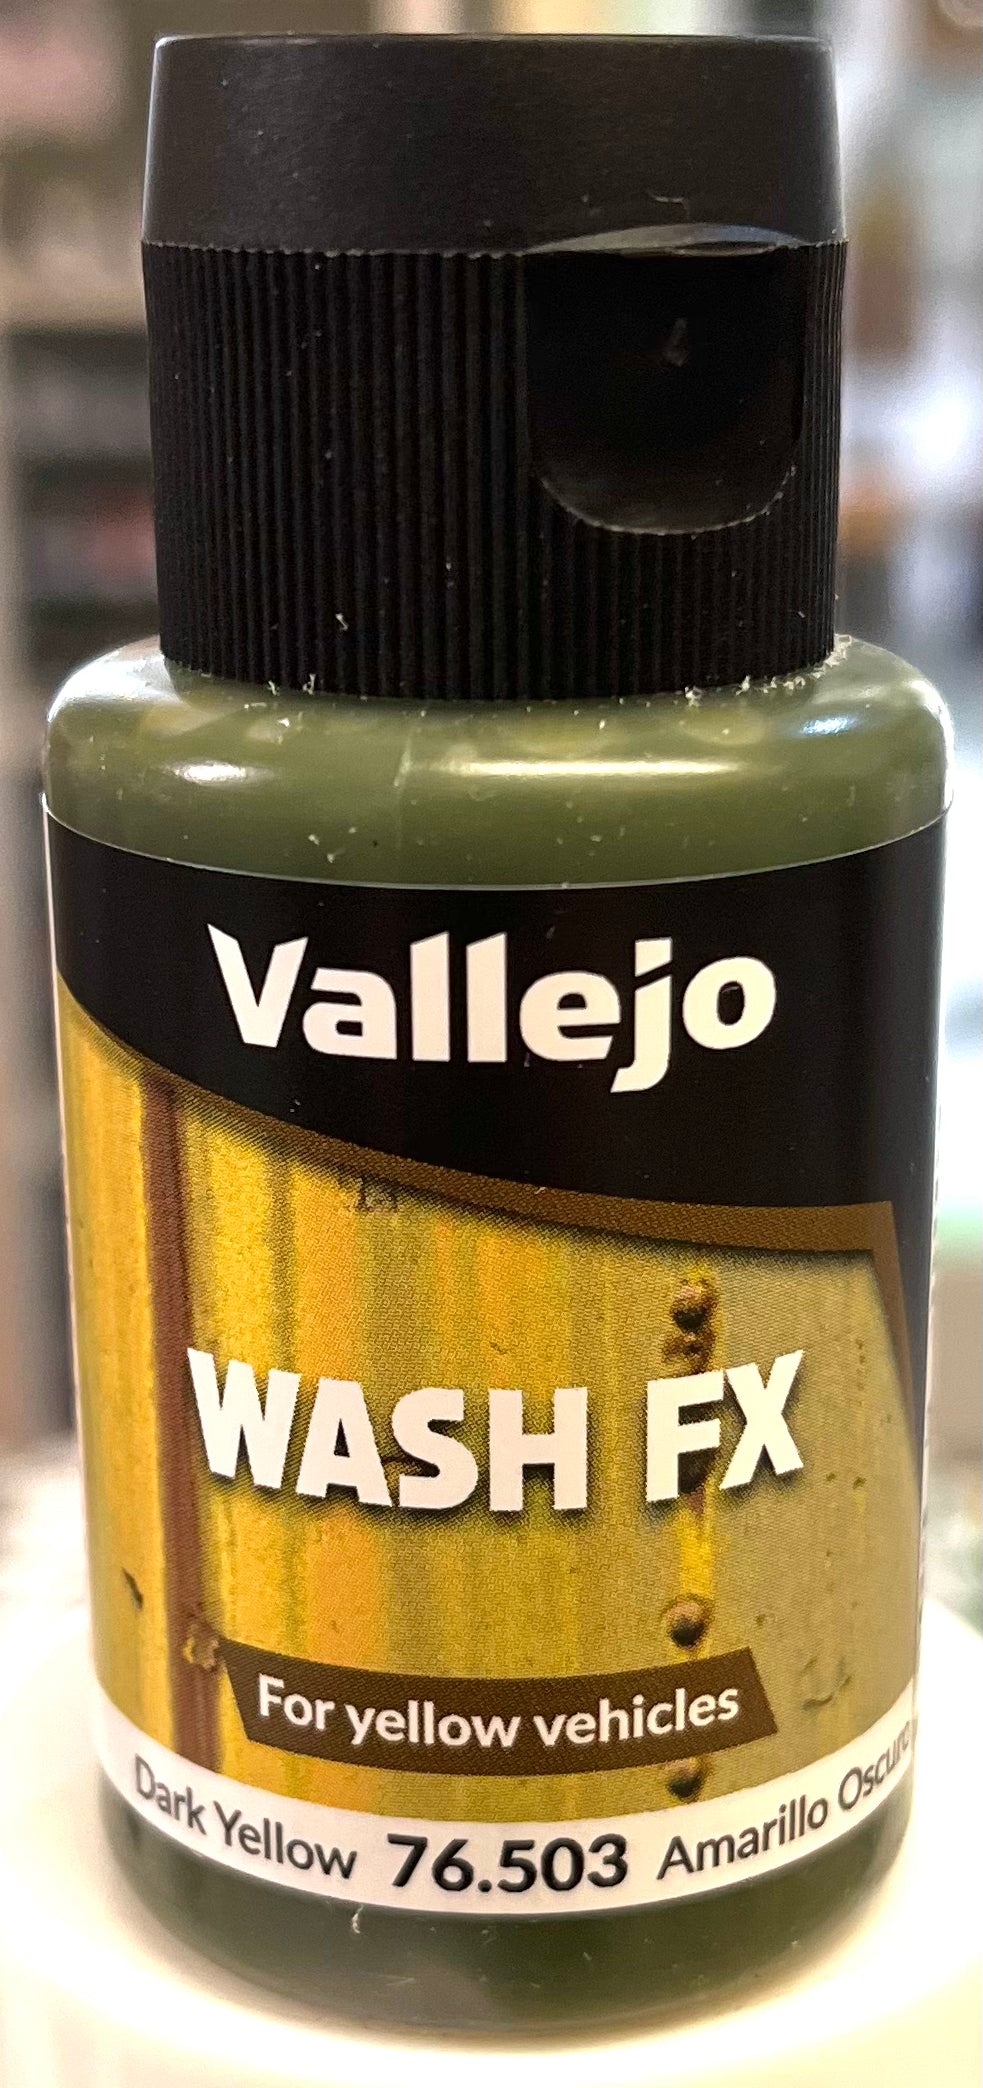 Vallejo
WASH FX
For yellow vehicles
Dark Yellow 76.503 Amarillo Oscuro